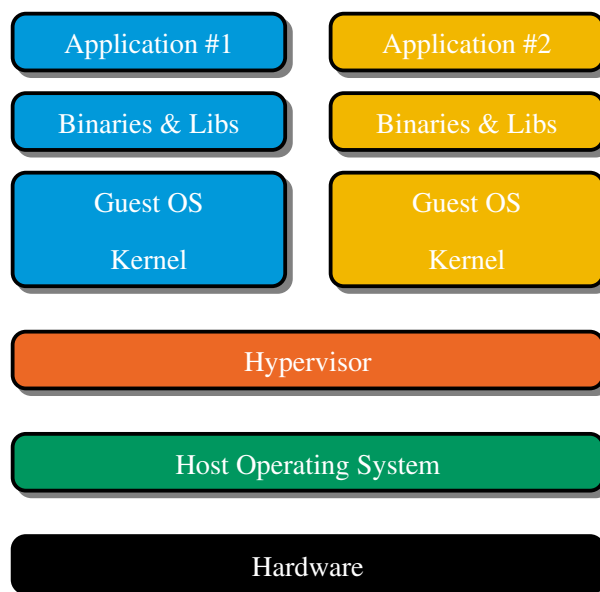 Application #1
Application #2
Binaries & Libs
Binaries & Libs
Guest OS
Kernel
Guest OS
Kernel
Hypervisor
Host Operating System
Hardware